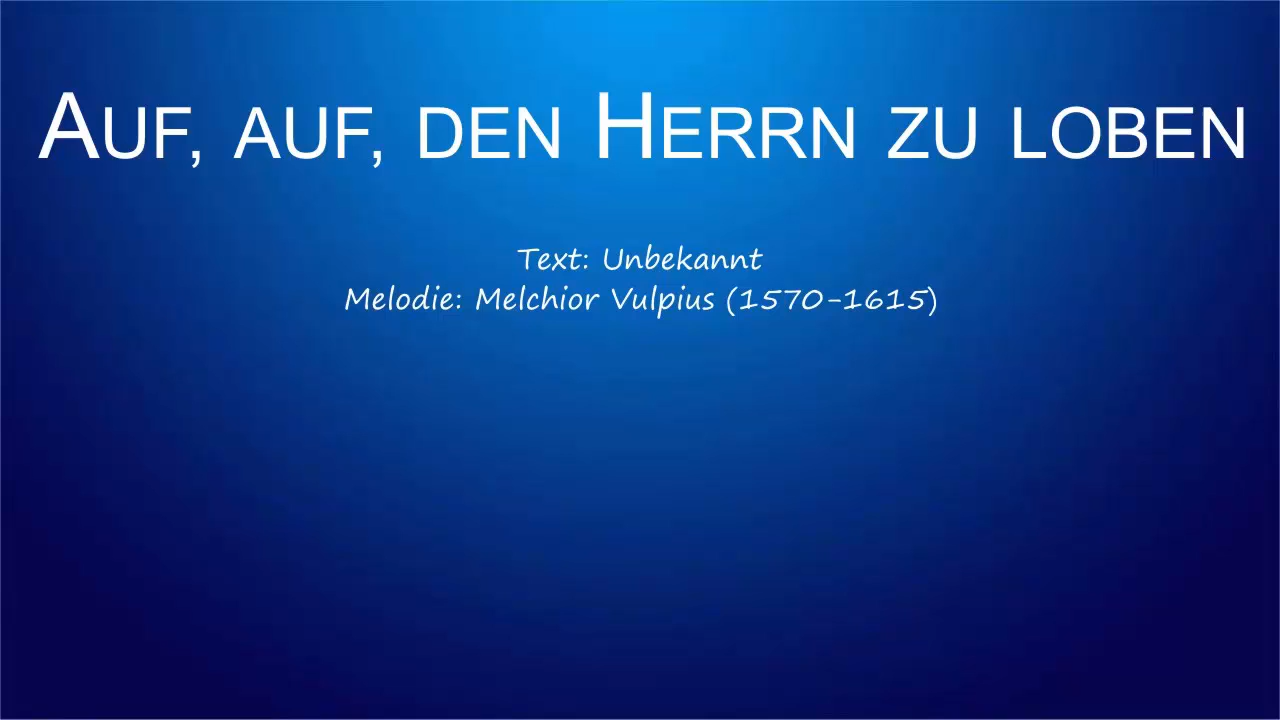 Auf, auf, den Herrn zu loben
Text: Unbekannt
Melodie: Melchior Vulpius (1570-1615)